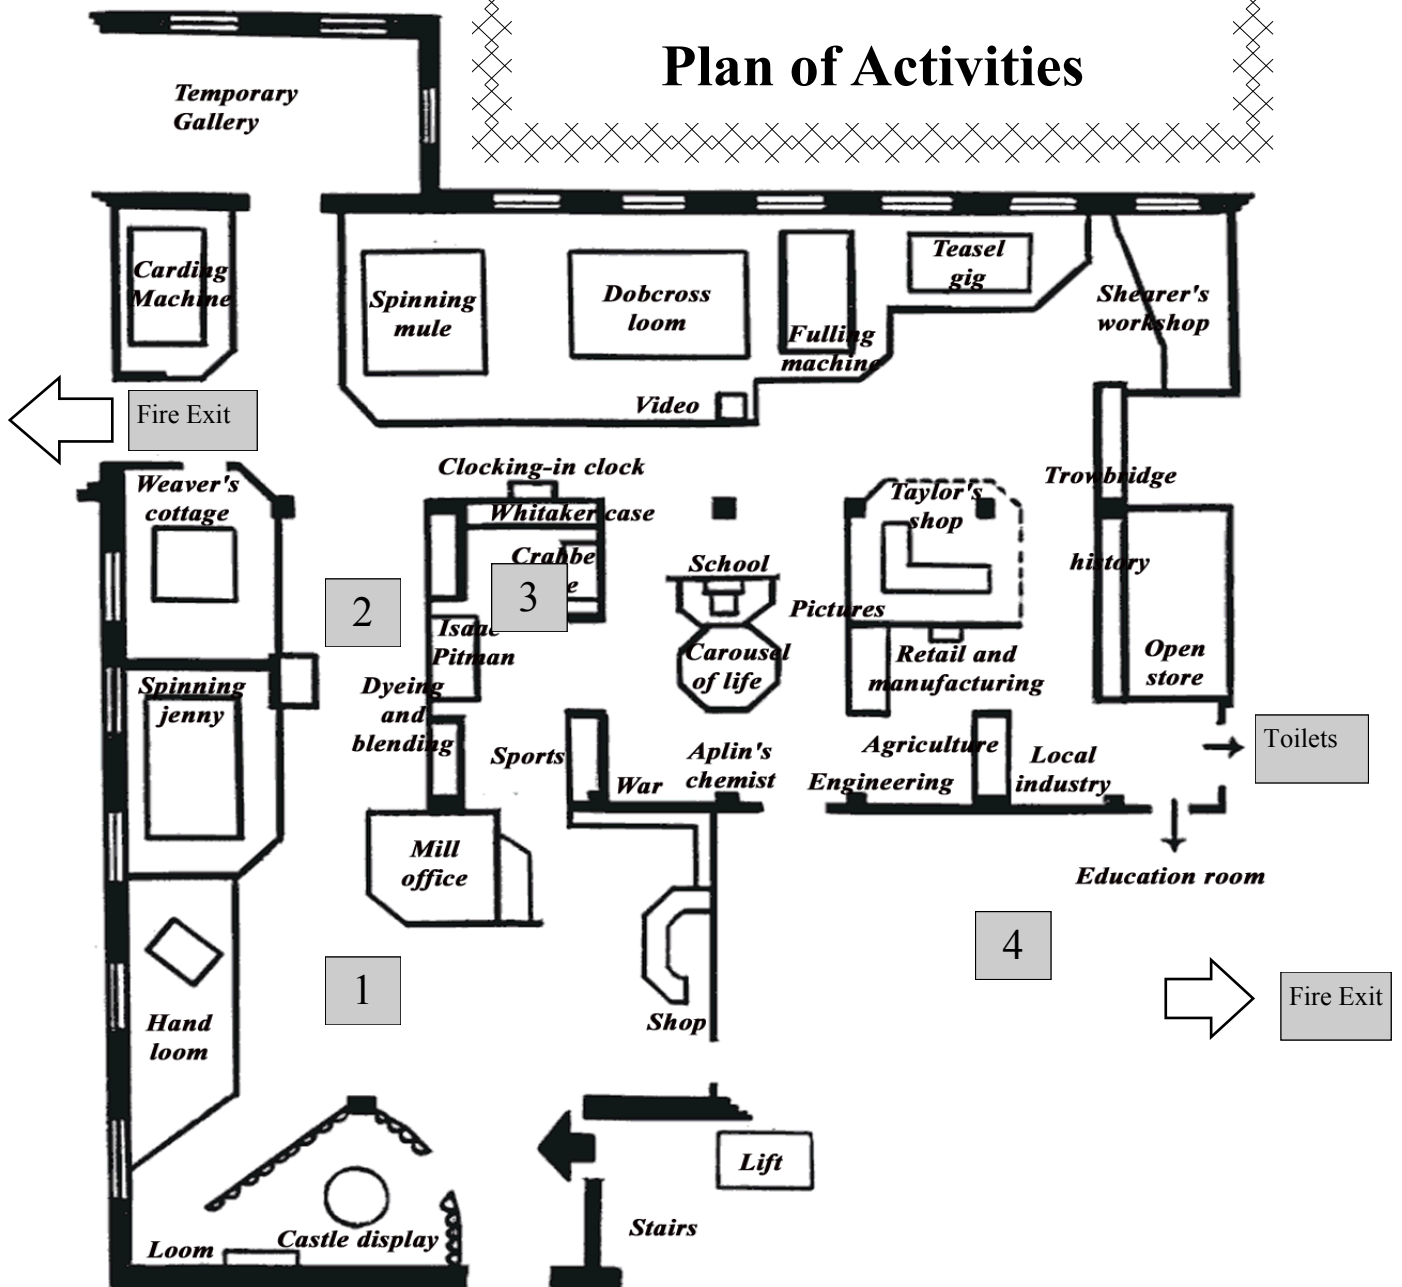 Plan of Activities
Temporary
Gallery
Carding
Machine
Spinning
mule
Dobcross
loom
Fulling
machine
Teasel
gig
Shearer's
workshop
Video
Fire Exit
Weaver's
cottage
Clocking-in clock
Whitaker case
Crabbe
e
3
2
Isaac
Pitman
School
Pictures
Carousel
of life
Taylor's
shop
Trowbridge
history
Retail and
manufacturing
Open
store
Spinning
jenny
Dyeing
and
blending
Sports
War
Aplin's
chemist
Agriculture
Engineering
Local
industry
Toilets
Mill
office
Education room
4
1
Fire Exit
Hand
loom
Shop
Lift
Stairs
Castle display
Loom